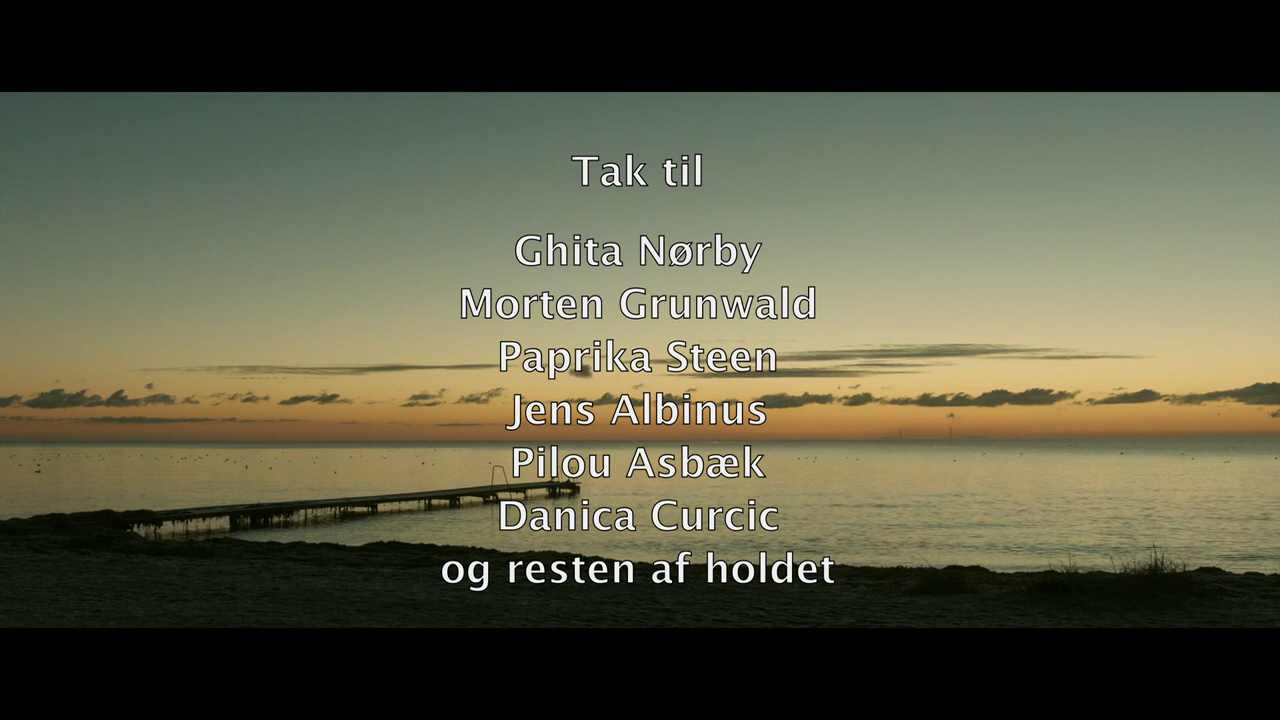 Tak til
Ghita Nørby
Morten Grunwald
Paprika Steen
Jens Albinus
Pilou Asbæk
Danica Curcic
og resten af holdet